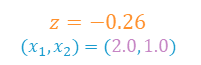 z = −0.26
(x₁,x₂) = (2.0,1.0)